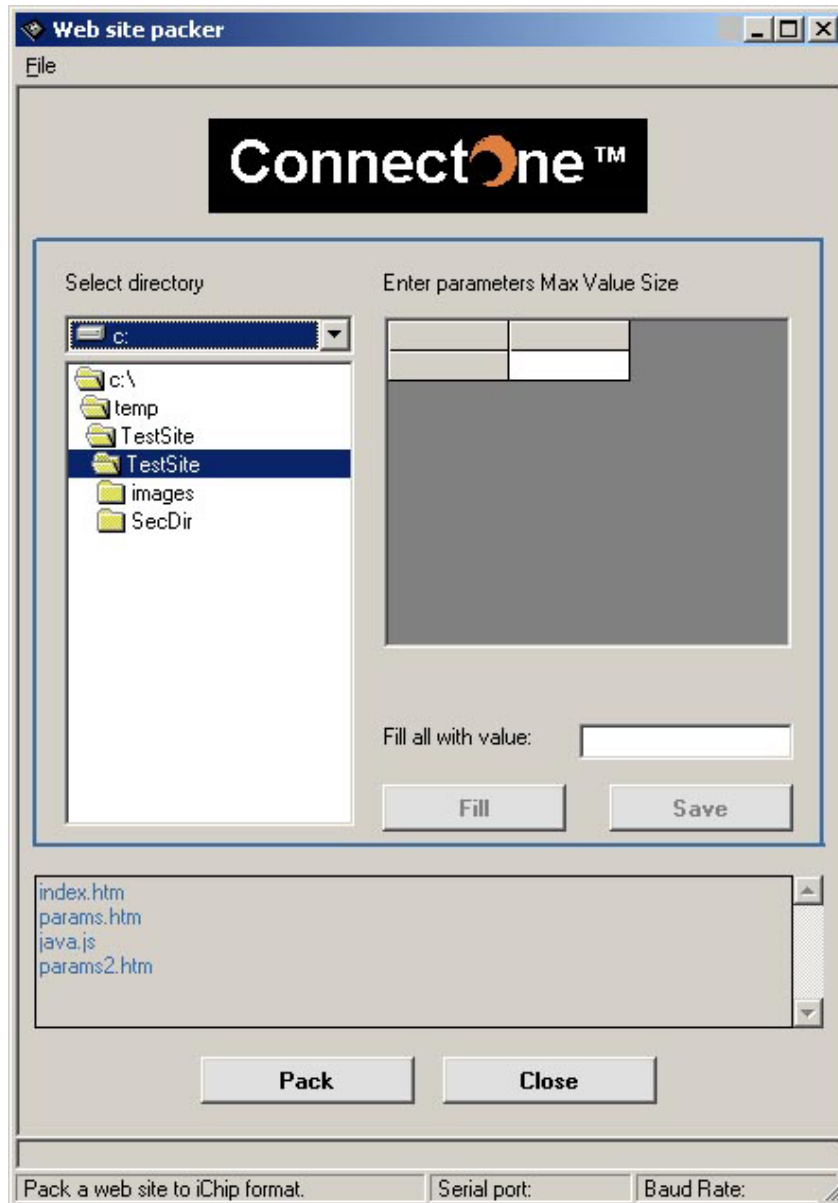 Web site packer
File
ConnectOne™
Select directory
Enter parameters Max Value Size
c:
c:\
temp
TestSite
TestSite
images
SecDir
Fill all with value:
Fill
Save
index.htm
params.htm
java.js
params2.htm
Pack
Close
Pack a web site to iChip format.
Serial port:
Baud Rate: